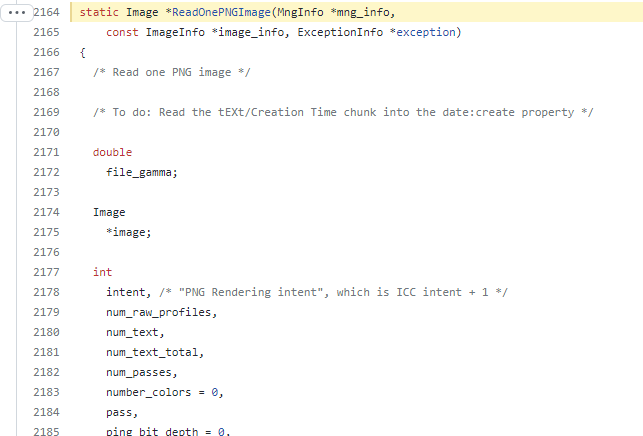 2164 static Image *ReadOnePNGImage(MngInfo *mng_info,
2165 const ImageInfo *image_info, ExceptionInfo *exception)
2166 {
2167 /* Read one PNG image */
2168
2169 /* To do: Read the tEXt/Creation Time chunk into the date:create property */
2170
2171 double
2172 file_gamma;
2173
2174 Image
2175 *image;
2176
2177 int
2178 intent, /* "PNG Rendering intent", which is ICC intent + 1 */
2179 num_raw_profiles,
2180 num_text,
2181 num_text_total,
2182 num_passes,
2183 number_colors = 0,
2184 pass,
2185 ping_bit_depth = 0,